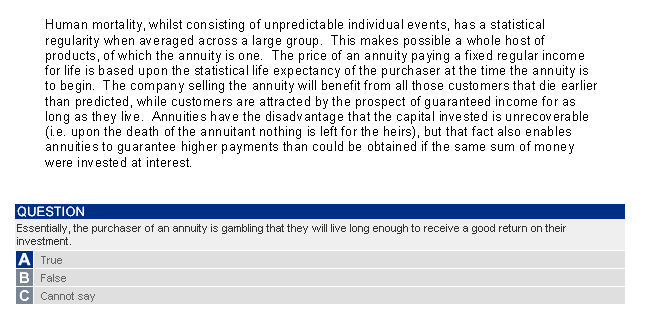 Human mortality, whilst consisting of unpredictable individual events, has a statistical
regularity when averaged across a large group. This makes possible a whole host of
products, of which the annuity is one. The price of an annuity paying a fixed regular income
for life is based upon the statistical life expectancy of the purchaser at the time the annuity is
to begin. The company selling the annuity will benefit from all those customers that die earlier
than predicted, while customers are attracted by the prospect of guaranteed income for as
long as they live. Annuities have the disadvantage that the capital invested is unrecoverable
(i.e. upon the death of the annuitant nothing is left for the heirs), but that fact also enables
annuities to guarantee higher payments than could be obtained if the same sum of money
were invested at interest.
QUESTION
Essentially, the purchaser of an annuity is gambling that they will live long enough to receive a good return on their
investment.
A True
B False
C Cannot say